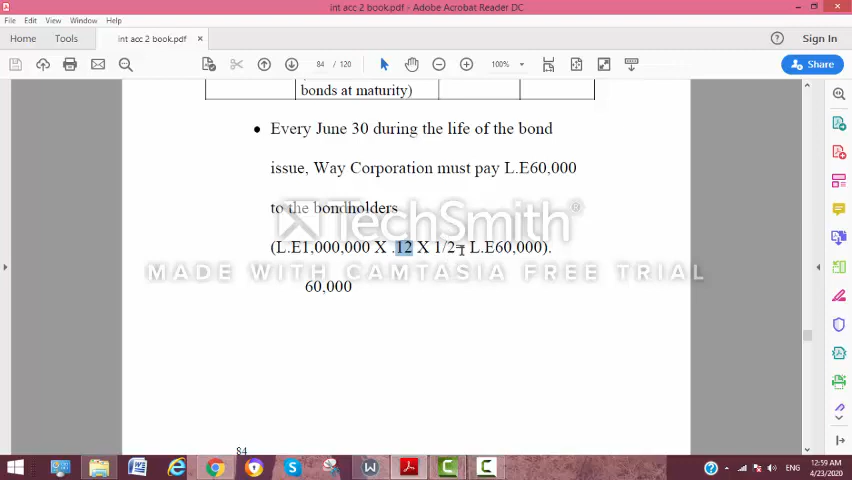 int acc 2 book.pdf - Adobe Acrobat Reader DC
File Edit View Window Help
Home Tools int acc 2 book.pdf × ? Sign In
84 / 120 100% Share
bonds at maturity)
• Every June 30 during the life of the bond
issue, Way Corporation must pay L.E60,000
to the bondholders
TechSmith
(L.E1,000,000 X .12 X 1/2= L.E60,000).
MADE WITH CAMTASIA FREE TRIAL
60,000
84
ENG 12:59 AM
4/23/2020